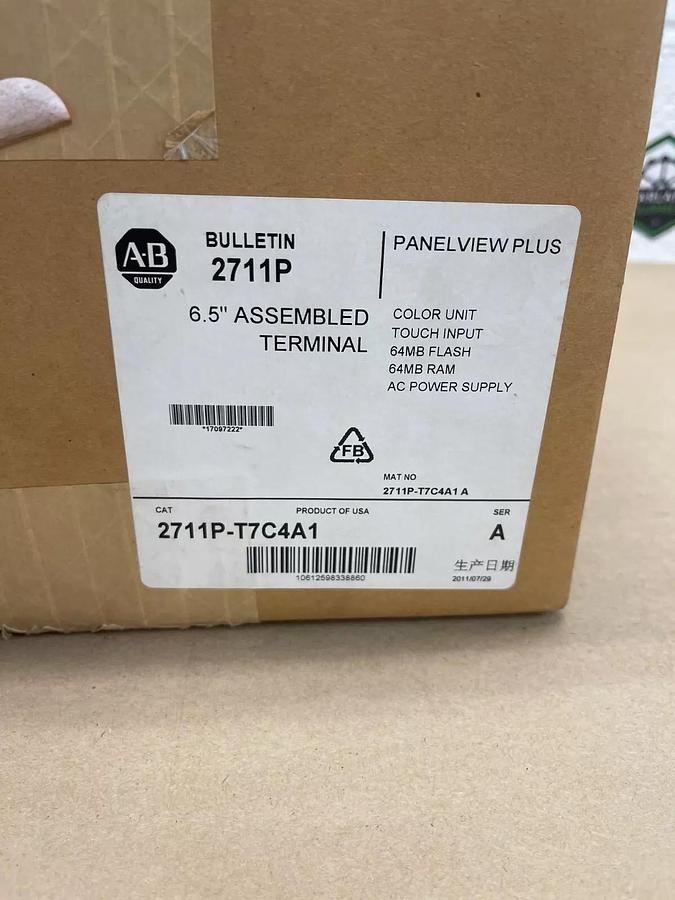 A·B
QUALITY
BULLETIN
2711P
PANELVIEW PLUS
6.5" ASSEMBLED
TERMINAL
COLOR UNIT
TOUCH INPUT
64MB FLASH
64MB RAM
AC POWER SUPPLY
*17097222*
FB
MAT NO
2711P-T7C4A1 A
CAT
PRODUCT OF USA
SER
2711P-T7C4A1
A
10612598338860
生产日期
2011/07/29